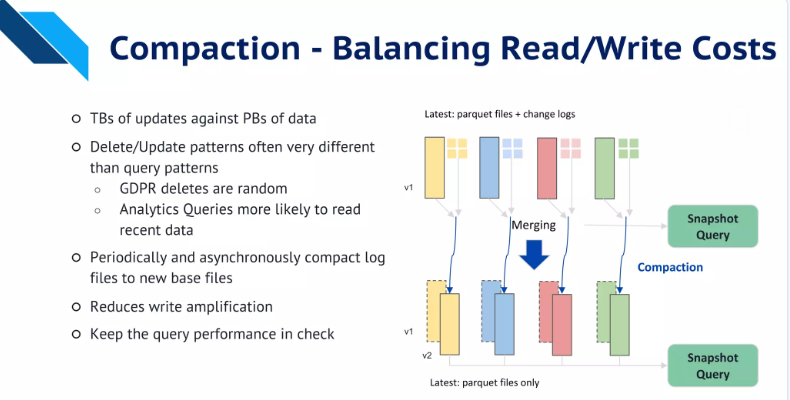 Compaction - Balancing Read/Write Costs
TBs of updates against PBs of data
Delete/Update patterns often very different
than query patterns
GDPR deletes are random
Analytics Queries more likely to read
recent data
Periodically and asynchronously compact log
files to new base files
Reduces write amplification
Keep the query performance in check
Latest: parquet files + change logs
v1
Merging
Snapshot
Query
Compaction
v1
v2
Snapshot
Query
Latest: parquet files only